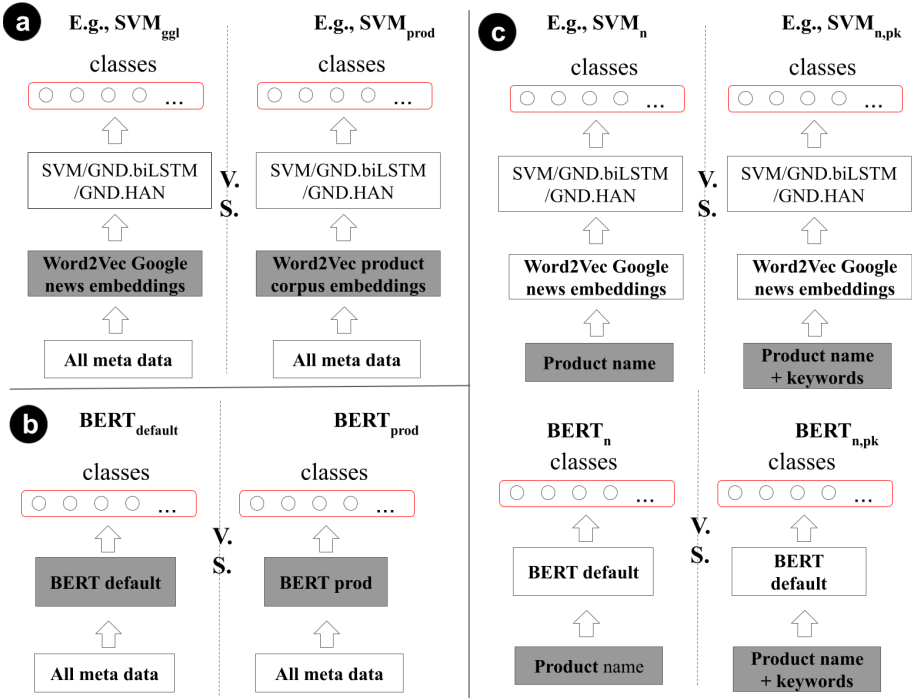 a
E.g., SVMggl
classes
...
SVM/GND.biLSTM
/GND.HAN
Word2Vec Google
news embeddings
All meta data
V.
S.
E.g., SVMprod
classes
...
SVM/GND.biLSTM
/GND.HAN
Word2Vec product
corpus embeddings
All meta data
b
BERTdefault
classes
...
BERT default
All meta data
V.
S.
BERTprod
classes
...
BERT prod
All meta data
c
E.g., SVMn
classes
...
SVM/GND.biLSTM
/GND.HAN
Word2Vec Google
news embeddings
Product name
V.
S.
E.g., SVMn,pk
classes
...
SVM/GND.biLSTM
/GND.HAN
Word2Vec Google
news embeddings
Product name
+ keywords
BERTn
classes
...
BERT default
Product name
V.
S.
BERTn,pk
classes
...
BERT
default
Product name
+ keywords